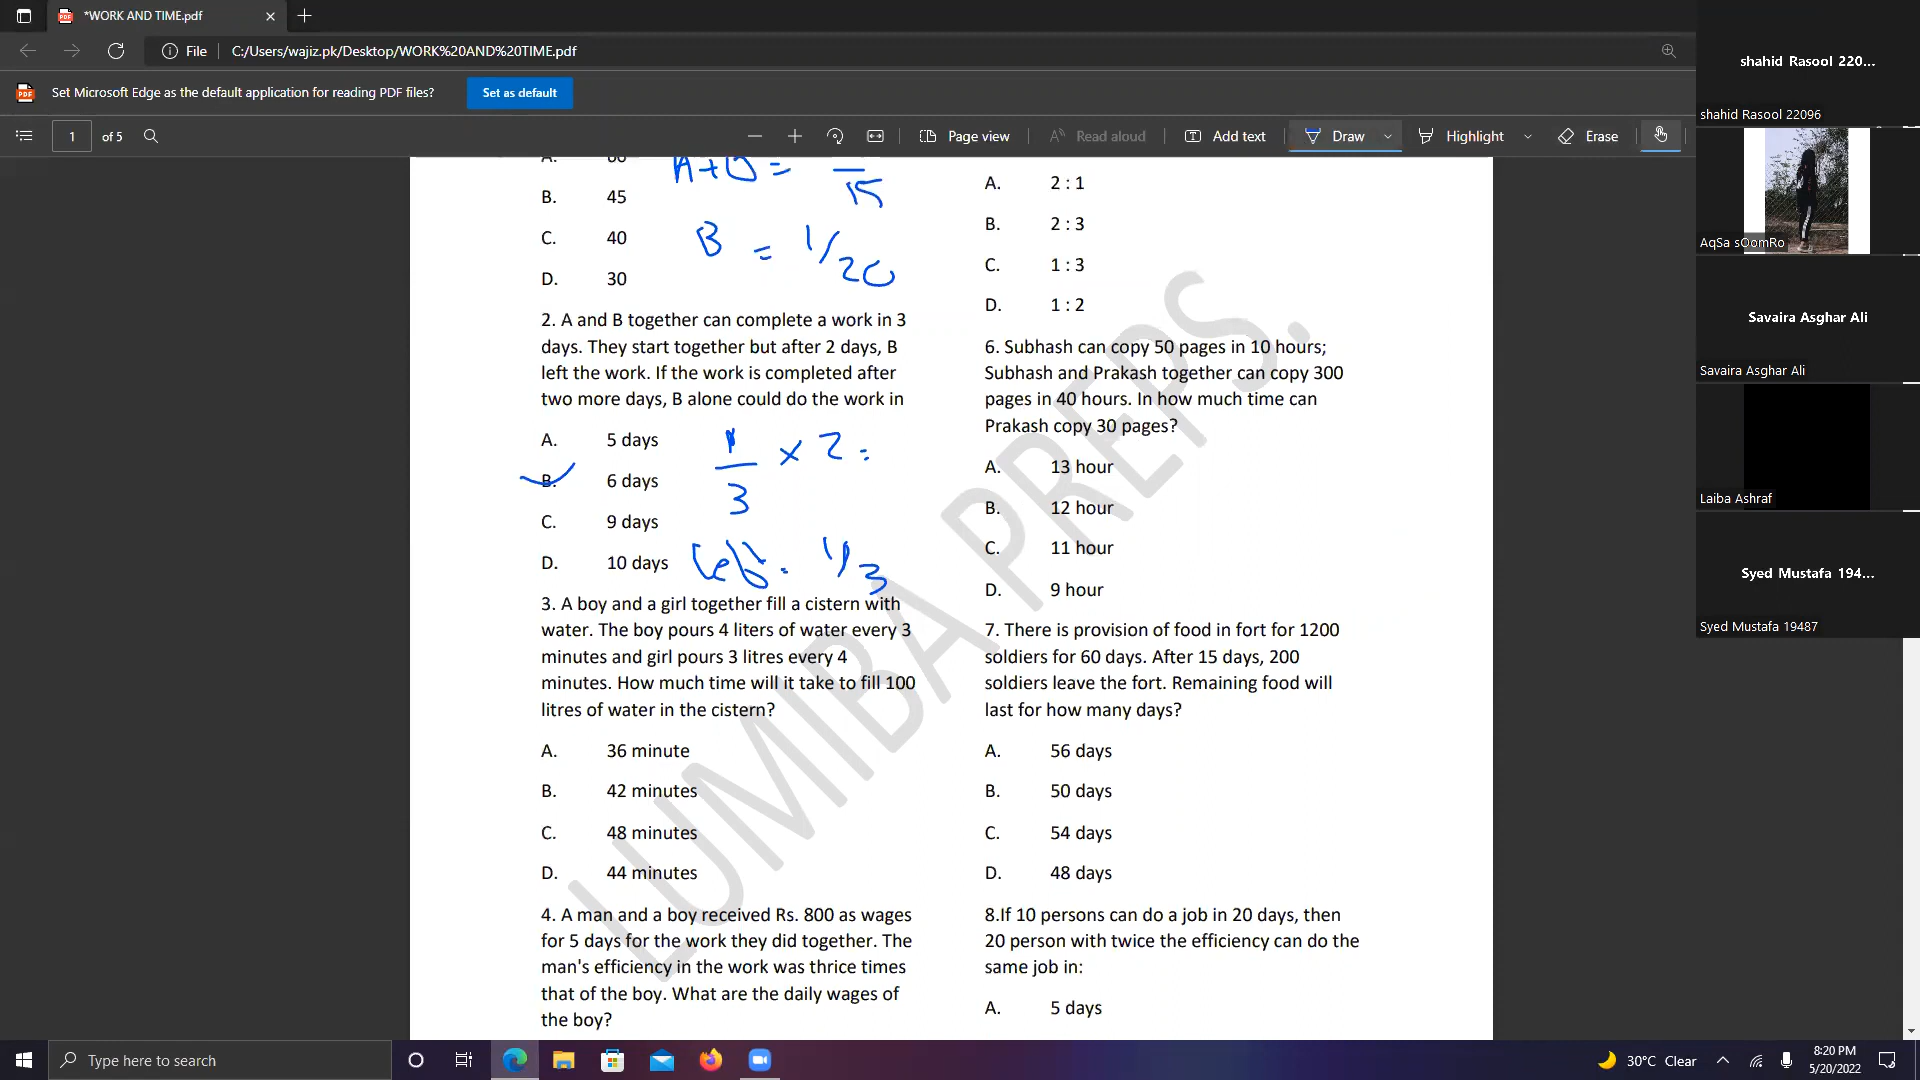 *WORK AND TIME.pdf
File
C:/Users/wajiz.pk/Desktop/WORK%20AND%20TIME.pdf
Set Microsoft Edge as the default application for reading PDF files?
Set as default
1 of 5
Page view
Read aloud
Add text
Draw
Highlight
Erase
A+B =
15
B. 45
C. 40
D. 30
B = 1/20
2. A and B together can complete a work in 3
days. They start together but after 2 days, B
left the work. If the work is completed after
two more days, B alone could do the work in
A. 5 days
B. 6 days
C. 9 days
D. 10 days
1/3 × 2 =
left = 1/3
3. A boy and a girl together fill a cistern with
water. The boy pours 4 liters of water every 3
minutes and girl pours 3 litres every 4
minutes. How much time will it take to fill 100
litres of water in the cistern?
A. 36 minute
B. 42 minutes
C. 48 minutes
D. 44 minutes
4. A man and a boy received Rs. 800 as wages
for 5 days for the work they did together. The
man's efficiency in the work was thrice times
that of the boy. What are the daily wages of
the boy?
A. 2 : 1
B. 2 : 3
C. 1 : 3
D. 1 : 2
6. Subhash can copy 50 pages in 10 hours;
Subhash and Prakash together can copy 300
pages in 40 hours. In how much time can
Prakash copy 30 pages?
A. 13 hour
B. 12 hour
C. 11 hour
D. 9 hour
7. There is provision of food in fort for 1200
soldiers for 60 days. After 15 days, 200
soldiers leave the fort. Remaining food will
last for how many days?
A. 56 days
B. 50 days
C. 54 days
D. 48 days
8.If 10 persons can do a job in 20 days, then
20 person with twice the efficiency can do the
same job in:
A. 5 days
LUMIBA PREPS.
shahid Rasool 220...
shahid Rasool 22096
AqSa sOomRo
Savaira Asghar Ali
Savaira Asghar Ali
Laiba Ashraf
Syed Mustafa 194...
Syed Mustafa 19487
Type here to search
30°C Clear
8:20 PM
5/20/2022